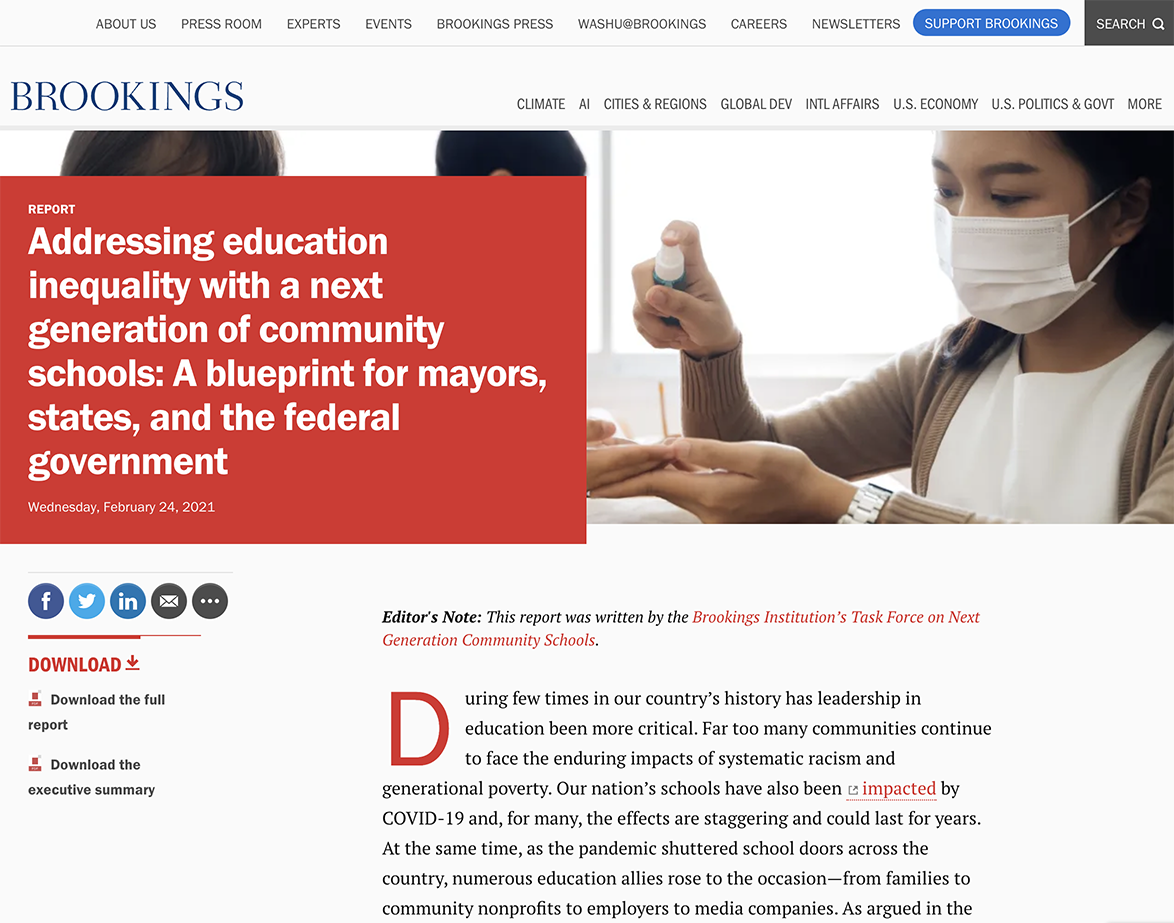 ABOUT US PRESS ROOM EXPERTS EVENTS BROOKINGS PRESS WASHU@BROOKINGS CAREERS NEWSLETTERS SUPPORT BROOKINGS SEARCH
BROOKINGS
CLIMATE AI CITIES & REGIONS GLOBAL DEV INTL AFFAIRS U.S. ECONOMY U.S. POLITICS & GOVT MORE
REPORT
Addressing education
inequality with a next
generation of community
schools: A blueprint for mayors,
states, and the federal
government
Wednesday, February 24, 2021
DOWNLOAD
Download the full
report
Download the
executive summary
Editor's Note: This report was written by the Brookings Institution’s Task Force on Next
Generation Community Schools.
During few times in our country’s history has leadership in
education been more critical. Far too many communities continue
to face the enduring impacts of systematic racism and
generational poverty. Our nation’s schools have also been impacted by
COVID-19 and, for many, the effects are staggering and could last for years.
At the same time, as the pandemic shuttered school doors across the
country, numerous education allies rose to the occasion—from families to
community nonprofits to employers to media companies. As argued in the